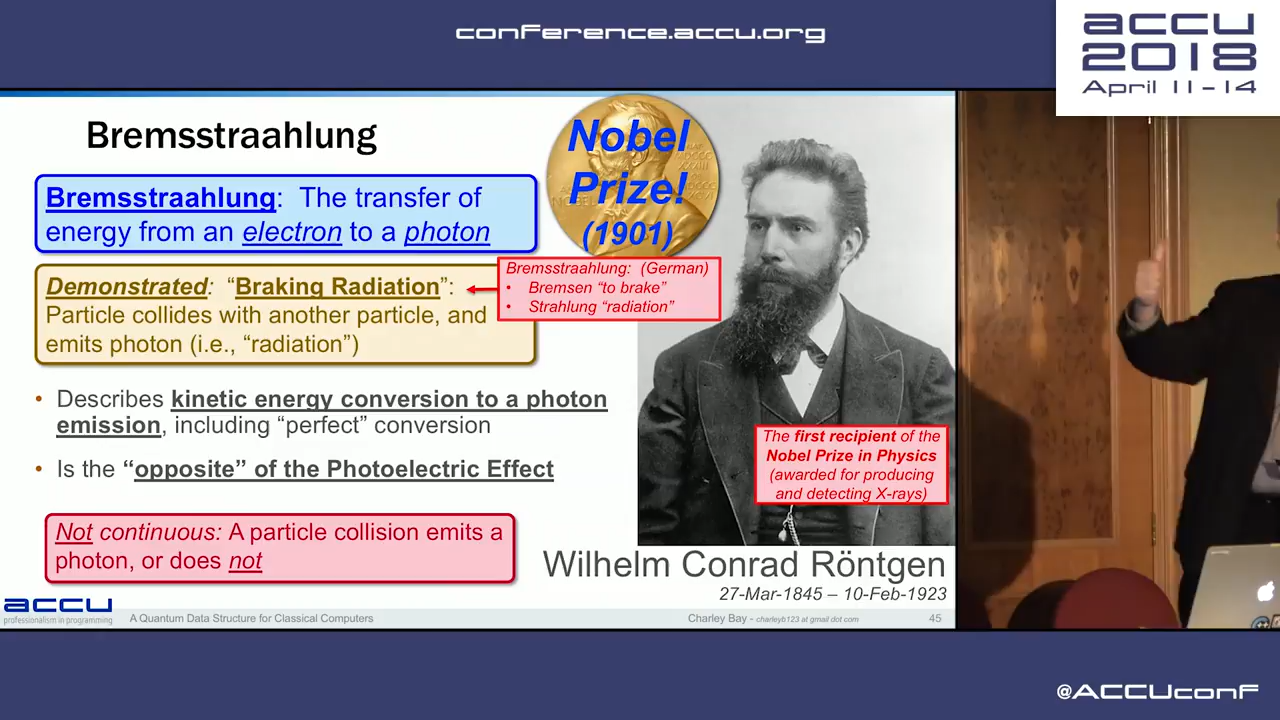 conference.accu.org
accu
2018
April 11-14
Bremsstraahlung
Nobel
Prize!
(1901)
Bremsstraahlung: The transfer of
energy from an electron to a photon
Demonstrated: “Braking Radiation”:
Particle collides with another particle, and
emits photon (i.e., “radiation”)
Bremsstraahlung: (German)
• Bremsen “to brake”
• Strahlung “radiation”
• Describes kinetic energy conversion to a photon
emission, including “perfect” conversion
• Is the “opposite” of the Photoelectric Effect
The first recipient of the
Nobel Prize in Physics
(awarded for producing
and detecting X-rays)
Not continuous: A particle collision emits a
photon, or does not
Wilhelm Conrad Röntgen
27-Mar-1845 – 10-Feb-1923
accu
professionalism in programming
A Quantum Data Structure for Classical Computers
Charley Bay - charleyb123 at gmail dot com
45
@ACCUconf